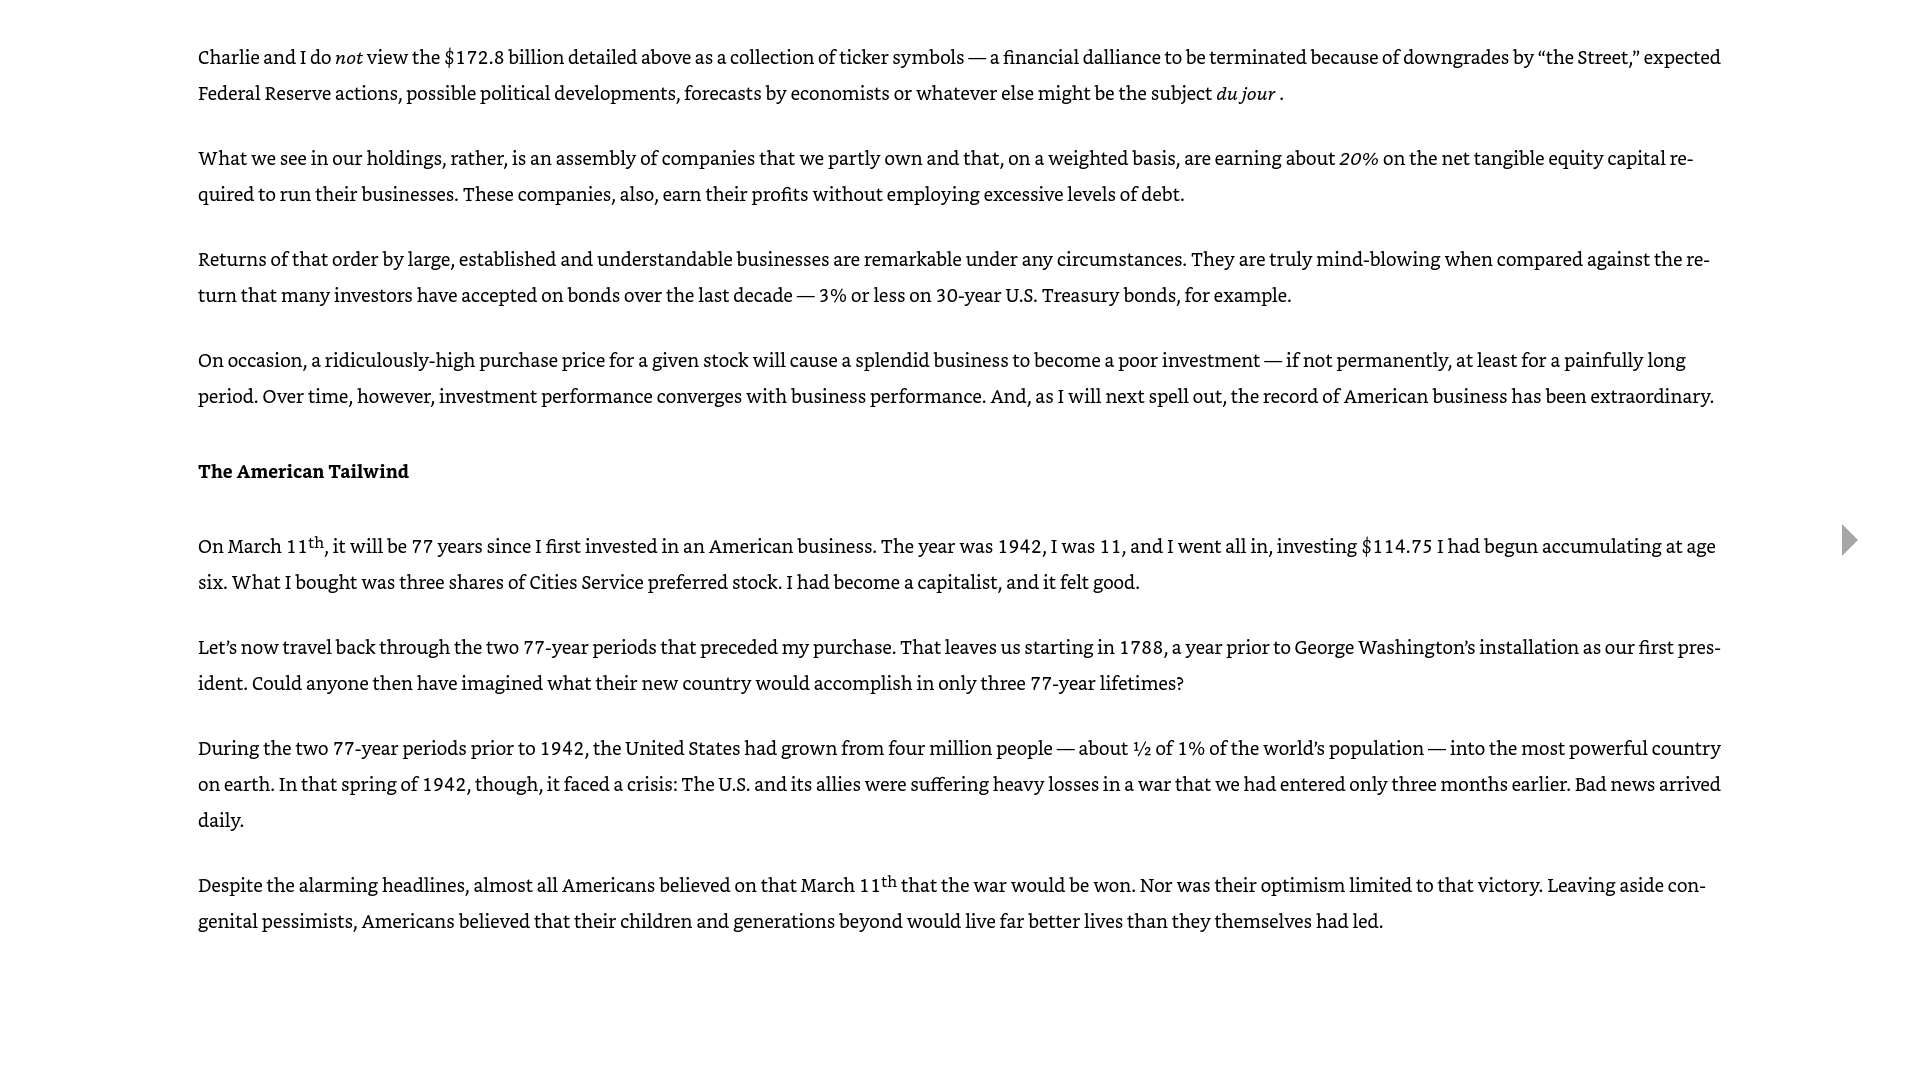 Charlie and I do not view the $172.8 billion detailed above as a collection of ticker symbols — a financial dalliance to be terminated because of downgrades by “the Street,” expected
Federal Reserve actions, possible political developments, forecasts by economists or whatever else might be the subject du jour .
What we see in our holdings, rather, is an assembly of companies that we partly own and that, on a weighted basis, are earning about 20% on the net tangible equity capital re-
quired to run their businesses. These companies, also, earn their profits without employing excessive levels of debt.
Returns of that order by large, established and understandable businesses are remarkable under any circumstances. They are truly mind-blowing when compared against the re-
turn that many investors have accepted on bonds over the last decade — 3% or less on 30-year U.S. Treasury bonds, for example.
On occasion, a ridiculously-high purchase price for a given stock will cause a splendid business to become a poor investment — if not permanently, at least for a painfully long
period. Over time, however, investment performance converges with business performance. And, as I will next spell out, the record of American business has been extraordinary.
The American Tailwind
On March 11th, it will be 77 years since I first invested in an American business. The year was 1942, I was 11, and I went all in, investing $114.75 I had begun accumulating at age
six. What I bought was three shares of Cities Service preferred stock. I had become a capitalist, and it felt good.
Let’s now travel back through the two 77-year periods that preceded my purchase. That leaves us starting in 1788, a year prior to George Washington’s installation as our first pres-
ident. Could anyone then have imagined what their new country would accomplish in only three 77-year lifetimes?
During the two 77-year periods prior to 1942, the United States had grown from four million people — about ½ of 1% of the world’s population — into the most powerful country
on earth. In that spring of 1942, though, it faced a crisis: The U.S. and its allies were suffering heavy losses in a war that we had entered only three months earlier. Bad news arrived
daily.
Despite the alarming headlines, almost all Americans believed on that March 11th that the war would be won. Nor was their optimism limited to that victory. Leaving aside con-
genital pessimists, Americans believed that their children and generations beyond would live far better lives than they themselves had led.